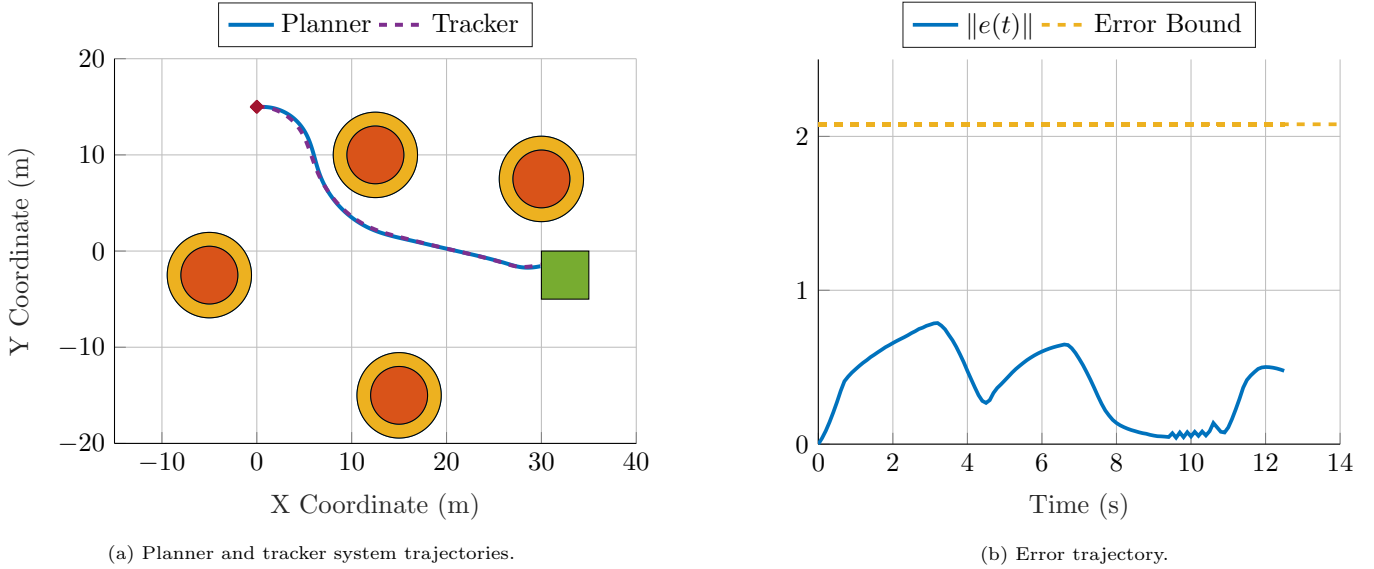 Planner Tracker
20
10
0
−10
−20
−10 0 10 20 30 40
Y Coordinate (m)
X Coordinate (m)
(a) Planner and tracker system trajectories.
‖e(t)‖ Error Bound
2
1
0
0 2 4 6 8 10 12 14
Time (s)
(b) Error trajectory.